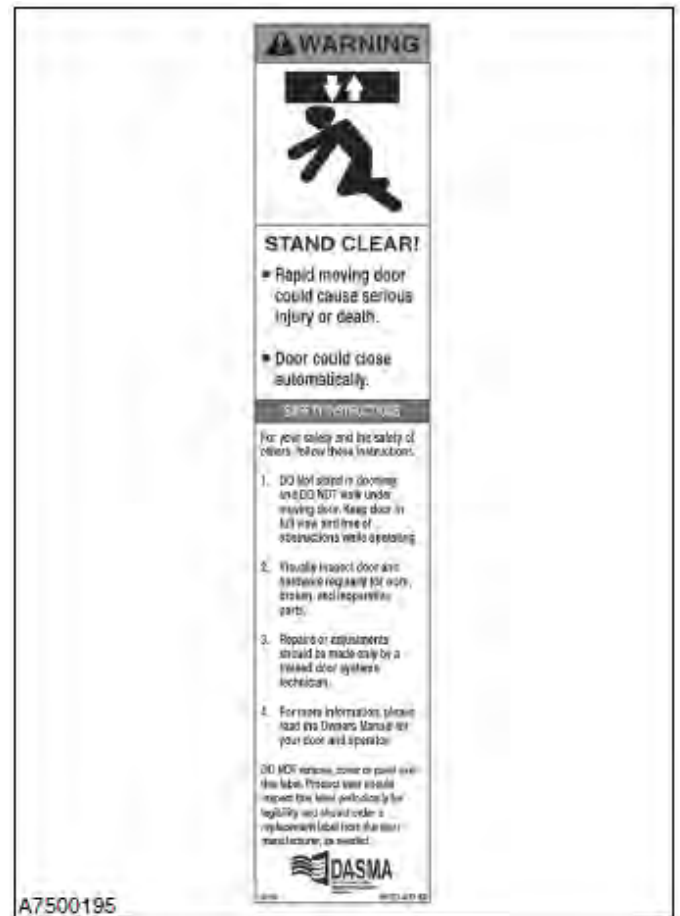 WARNING
STAND CLEAR!
• Rapid moving door
could cause serious
injury or death.
• Door could close
automatically.
SAFETY INSTRUCTIONS
For your safety and the safety of
others. Follow these instructions.
1. DO Not stand in doorway
and DO NOT walk under
moving door. Keep door in
full view and free of
obstructions while operating
2. Visually inspect door and
hardware regularly for worn,
broken, and inoperative
parts.
3. Repairs or adjustments
should be made only by a
trained door systems
technician.
4. For more information, please
read the Owners Manual for
your door and operator
DO NOT remove, cover or paint over
this label. Product user should
inspect this label periodically for
legibility and should order a
replacement label from the door
manufacturer, as needed.
DASMA
A7500195